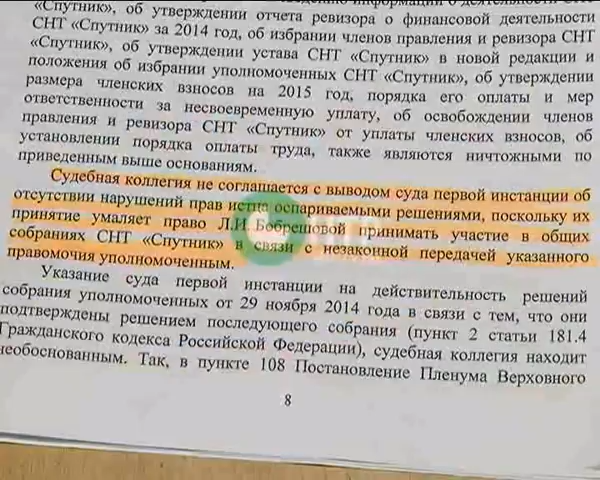 «Спутник», об утверждении отчета ревизора о финансовой деятельности
СНТ «Спутник» за 2014 год, об избрании членов правления и ревизора СНТ
«Спутник», об утверждении устава СНТ «Спутник» в новой редакции и
положения об избрании уполномоченных СНТ «Спутник», об утверждении
размера членских взносов на 2015 год, порядка его оплаты и мер
ответственности за несвоевременную уплату, об освобождении членов
правления и ревизора СНТ «Спутник» от уплаты членских взносов, об
установлении порядка оплаты труда, также являются ничтожными по
приведенным выше основаниям.
Судебная коллегия не соглашается с выводом суда первой инстанции об
отсутствии нарушений прав истца оспариваемыми решениями, поскольку их
принятие умаляет право Л.И. Бобрешовой принимать участие в общих
собраниях СНТ «Спутник» в связи с незаконной передачей указанного
правомочия уполномоченным.
Указание суда первой инстанции на действительность решений
собрания уполномоченных от 29 ноября 2014 года в связи с тем, что они
подтверждены решением последующего собрания (пункт 2 статьи 181.4
Гражданского кодекса Российской Федерации), судебная коллегия находит
необоснованным. Так, в пункте 108 Постановление Пленума Верховного
8